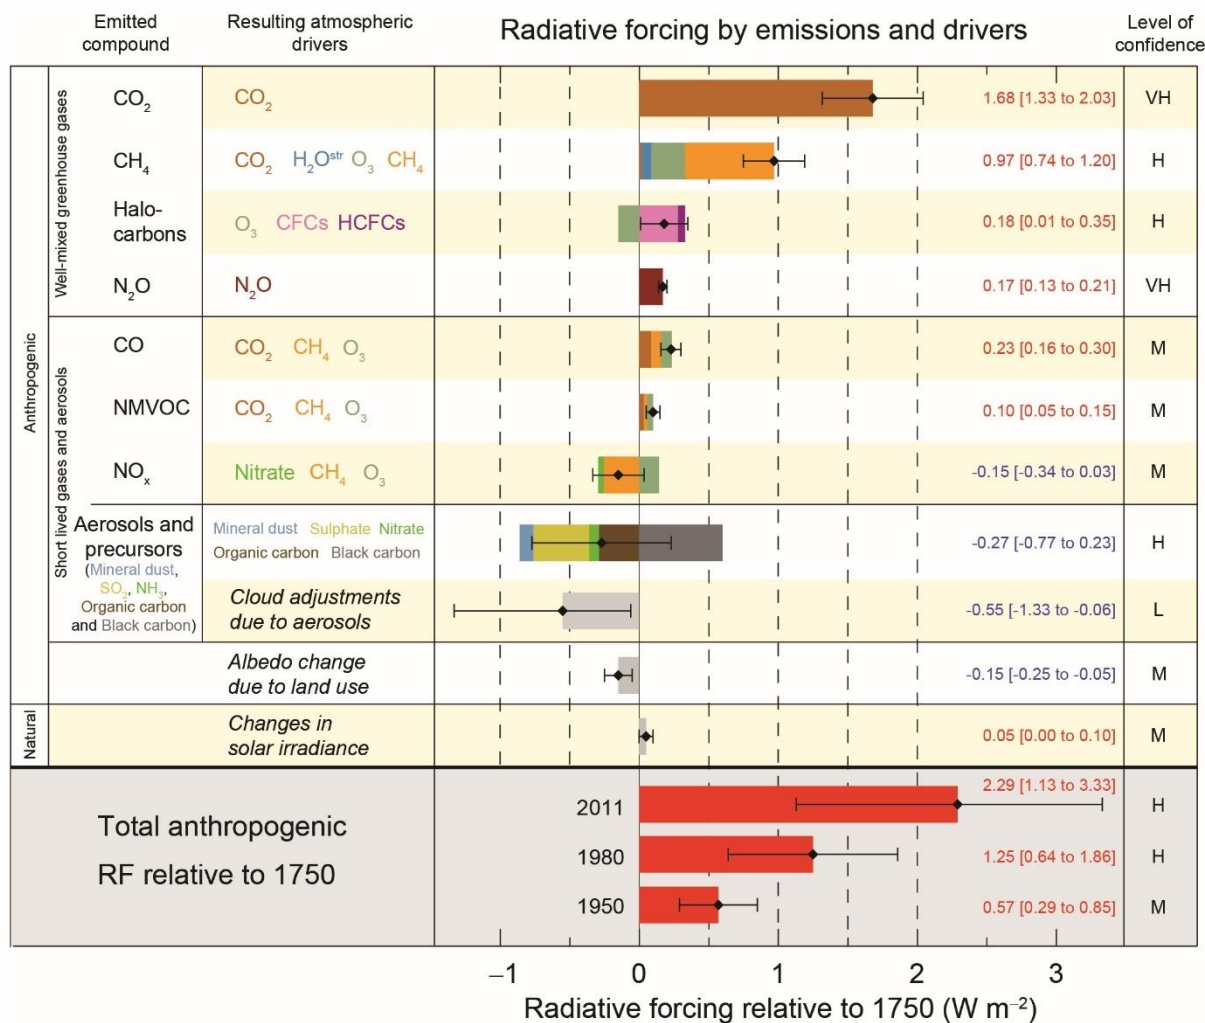 Emitted compound
Resulting atmospheric drivers
Radiative forcing by emissions and drivers
Level of confidence
Anthropogenic
Well-mixed greenhouse gases
CO₂
CO₂
1.68 [1.33 to 2.03]
VH
CH₄
CO₂ H₂Oˢᵗʳ O₃ CH₄
0.97 [0.74 to 1.20]
H
Halo-
carbons
O₃ CFCs HCFCs
0.18 [0.01 to 0.35]
H
N₂O
N₂O
0.17 [0.13 to 0.21]
VH
Short lived gases and aerosols
CO
CO₂ CH₄ O₃
0.23 [0.16 to 0.30]
M
NMVOC
CO₂ CH₄ O₃
0.10 [0.05 to 0.15]
M
NOₓ
Nitrate CH₄ O₃
-0.15 [-0.34 to 0.03]
M
Aerosols and
precursors
(Mineral dust,
SO₂, NH₃,
Organic carbon
and Black carbon)
Mineral dust Sulphate Nitrate
Organic carbon Black carbon
-0.27 [-0.77 to 0.23]
H
Cloud adjustments
due to aerosols
-0.55 [-1.33 to -0.06]
L
Albedo change
due to land use
-0.15 [-0.25 to -0.05]
M
Natural
Changes in
solar irradiance
0.05 [0.00 to 0.10]
M
Total anthropogenic
RF relative to 1750
2011
2.29 [1.13 to 3.33]
H
1980
1.25 [0.64 to 1.86]
H
1950
0.57 [0.29 to 0.85]
M
−1 0 1 2 3
Radiative forcing relative to 1750 (W m⁻²)